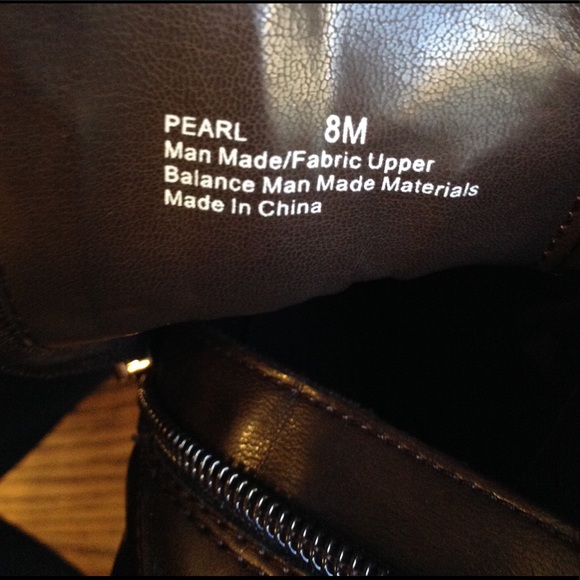 PEARL 8M
Man Made/Fabric Upper
Balance Man Made Materials
Made In China